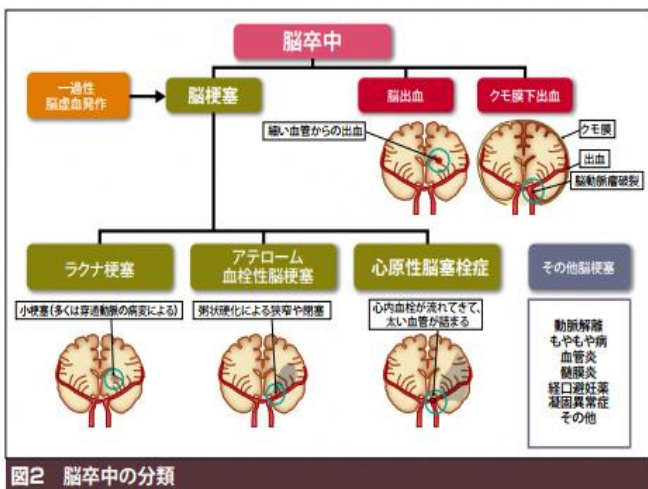 脳卒中
一過性
脳虚血発作
脳梗塞
脳出血
クモ膜下出血
細い血管からの出血
クモ膜
出血
脳動脈瘤破裂
ラクナ梗塞
アテローム
血栓性脳梗塞
心原性脳塞栓症
その他脳梗塞
小梗塞(多くは穿通動脈の病変による)
粥状硬化による狭窄や閉塞
心内血栓が流れてきて、
太い血管が詰まる
動脈解離
もやもや病
血管炎
髄膜炎
経口避妊薬
凝固異常症
その他
図2 脳卒中の分類